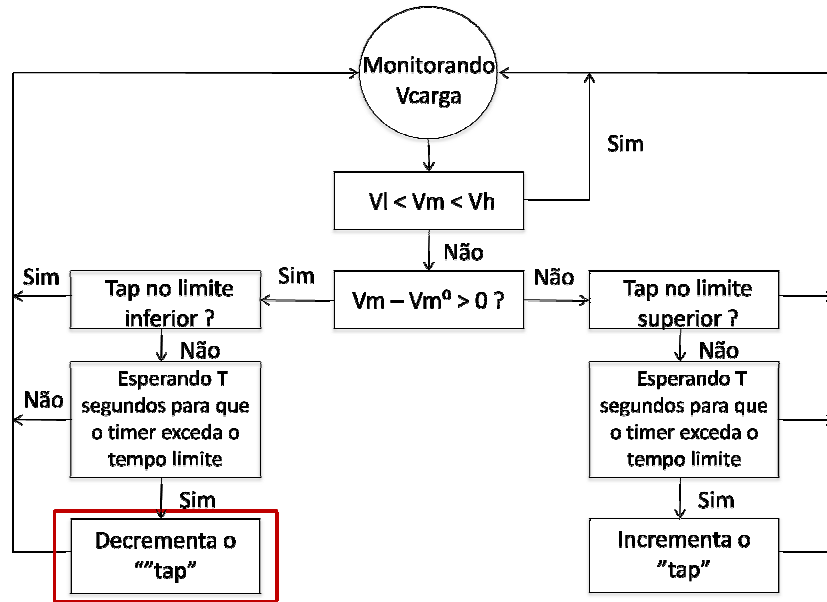 Monitorando
Vcarga
Sim
Vl < Vm < Vh
Não
Sim
Tap no limite
inferior ?
Sim
Vm – Vmº > 0 ?
Não
Tap no limite
superior ?
Não
Não
Não
Esperando T
segundos para que
o timer exceda o
tempo limite
Esperando T
segundos para que
o timer exceda o
tempo limite
Sim
Sim
Decrementa o
“”tap”
Incrementa o
”tap”